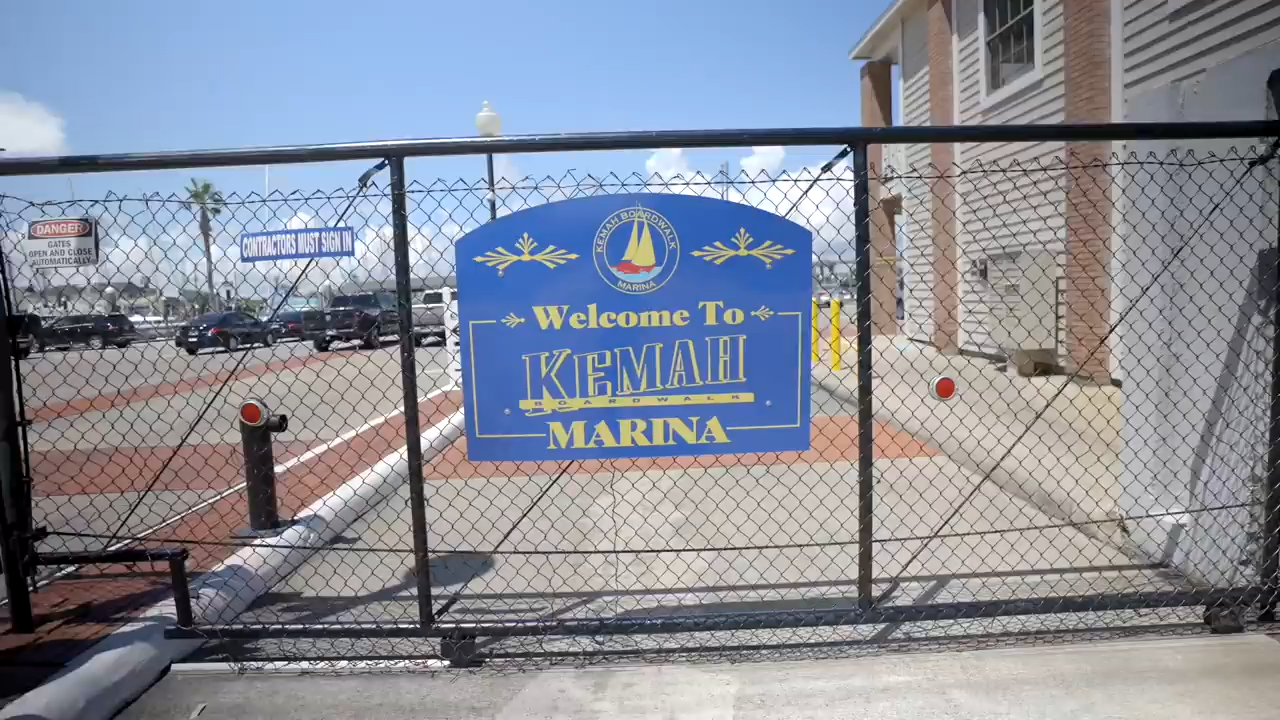 DANGER
GATES
OPEN AND CLOSE
AUTOMATICALLY
CONTRACTORS MUST SIGN IN
KEMAH BOARDWALK
MARINA
Welcome To
KEMAH
BOARDWALK
MARINA